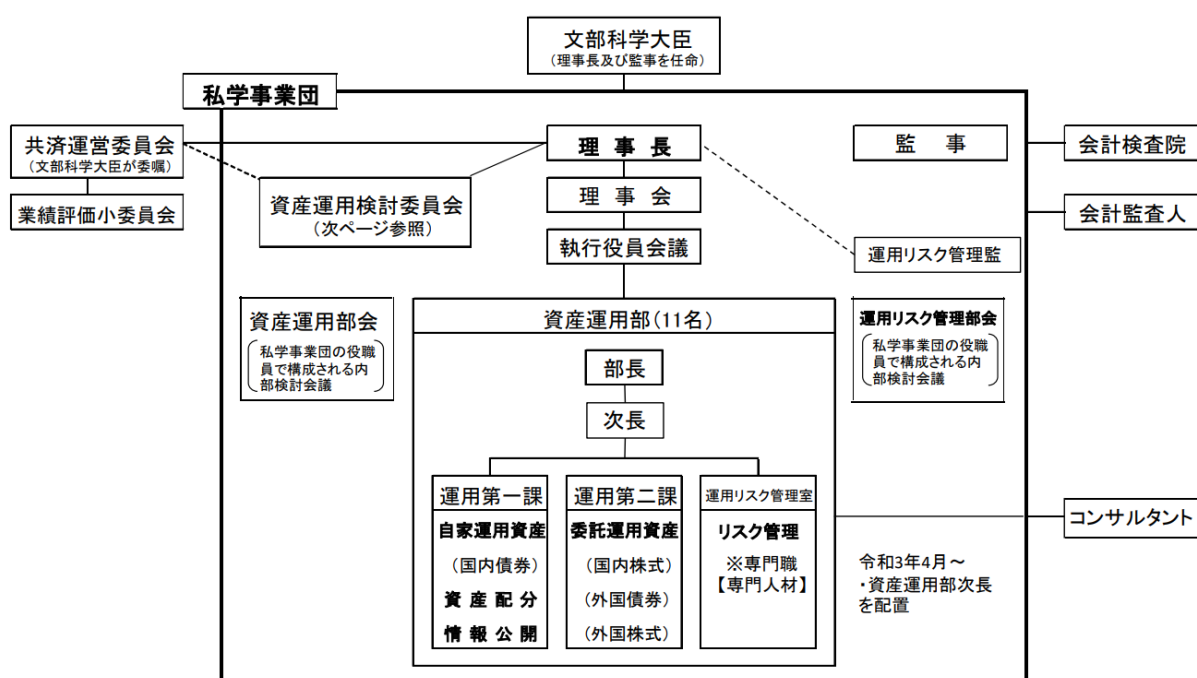 文部科学大臣
(理事長及び監事を任命)
私学事業団
共済運営委員会
(文部科学大臣が委嘱)
業績評価小委員会
資産運用検討委員会
(次ページ参照)
理 事 長
理 事 会
執行役員会議
監 事
会計検査院
会計監査人
運用リスク管理監
資産運用部会
私学事業団の役職
員で構成される内
部検討会議
資産運用部(11名)
部長
次長
運用第一課
自家運用資産
(国内債券)
資 産 配 分
情 報 公 開
運用第二課
委託運用資産
(国内株式)
(外国債券)
(外国株式)
運用リスク管理室
リスク管理
※専門職
【専門人材】
運用リスク管理部会
私学事業団の役職
員で構成される内
部検討会議
コンサルタント
令和3年4月～
・資産運用部次長
を配置